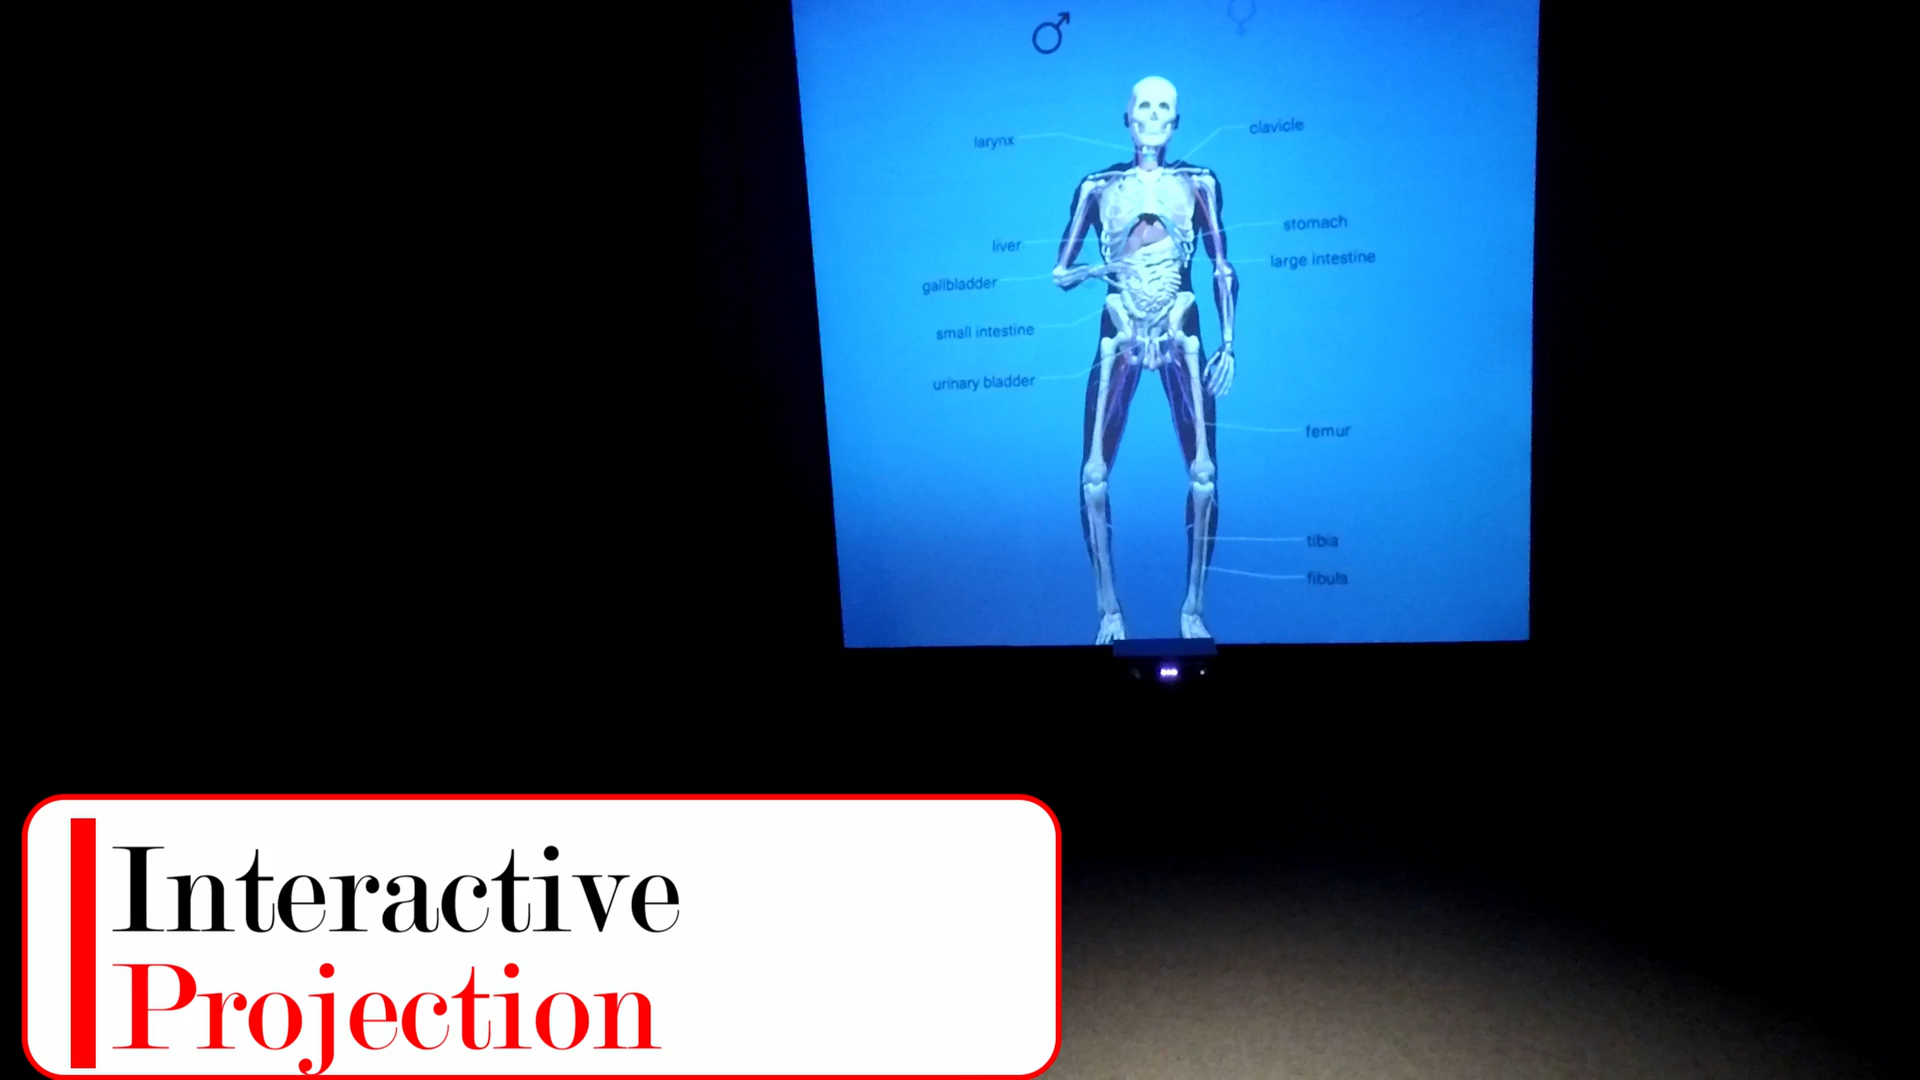 larynx
clavicle
stomach
liver
large intestine
gallbladder
small intestine
urinary bladder
femur
tibia
fibula
Interactive
Projection